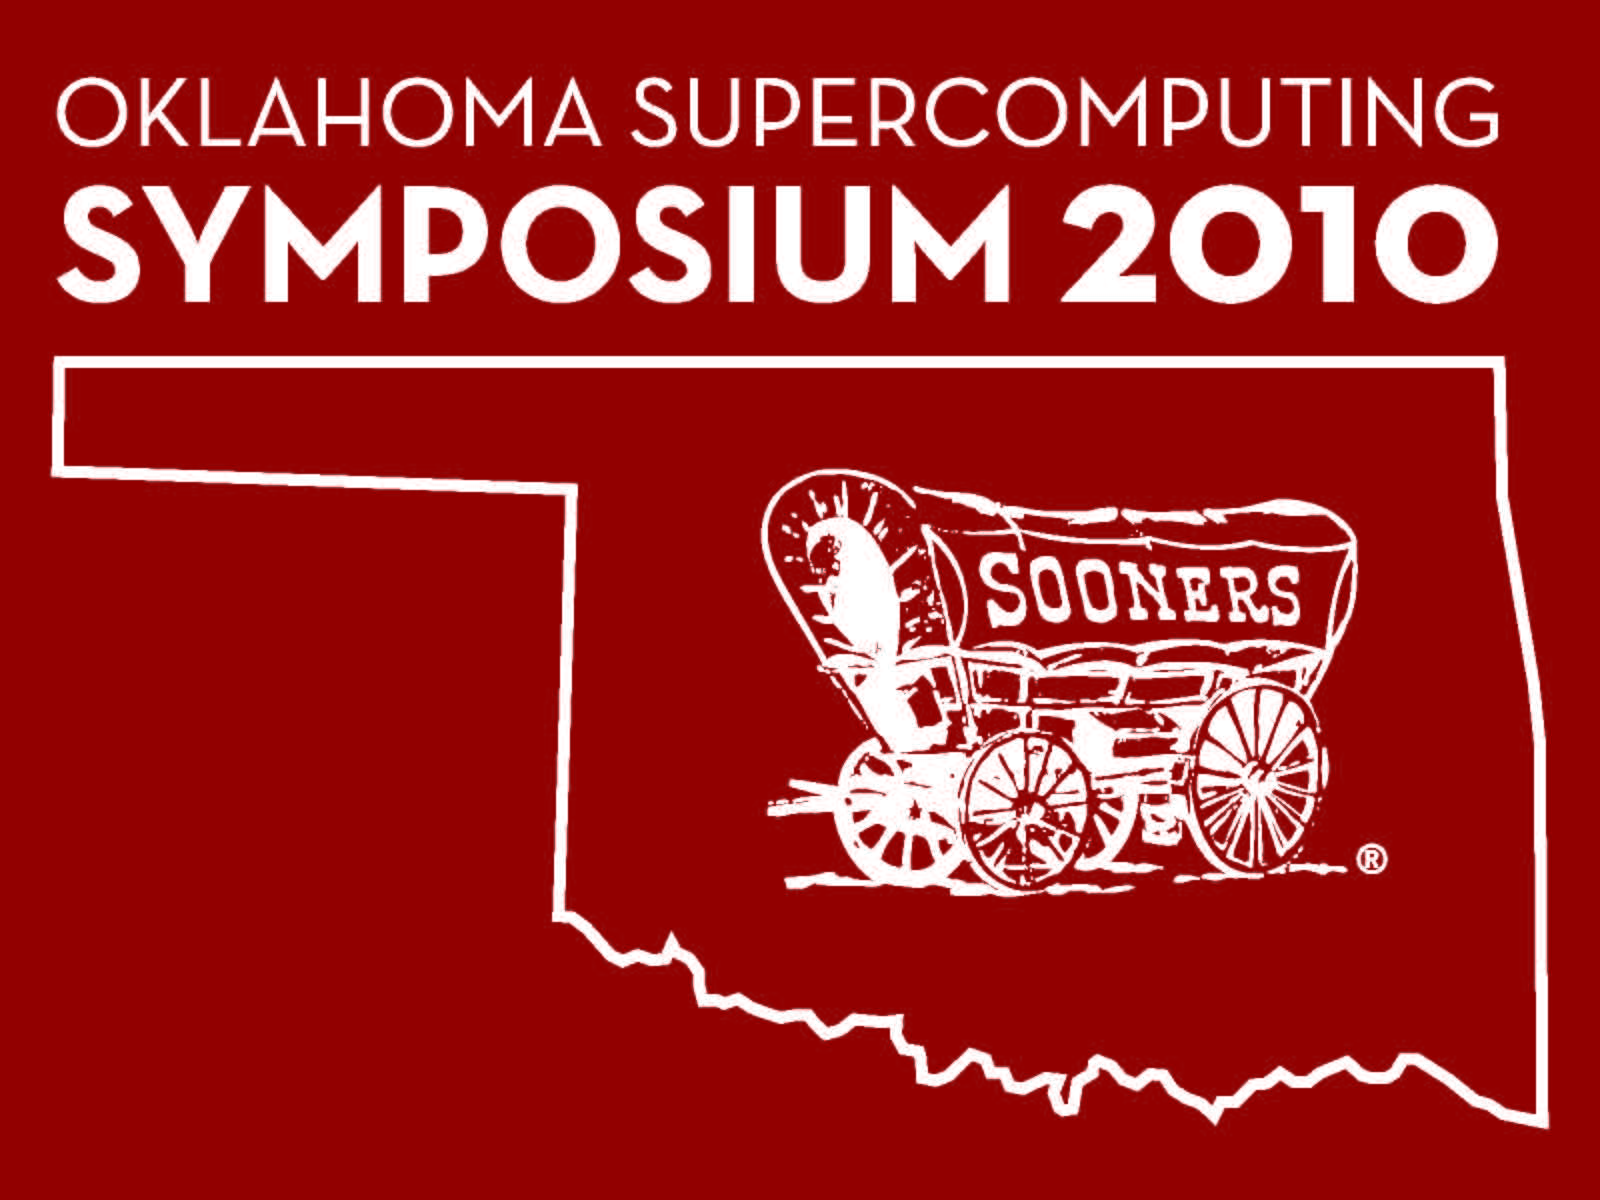 OKLAHOMA SUPERCOMPUTING
SYMPOSIUM 2010
SOONERS
®